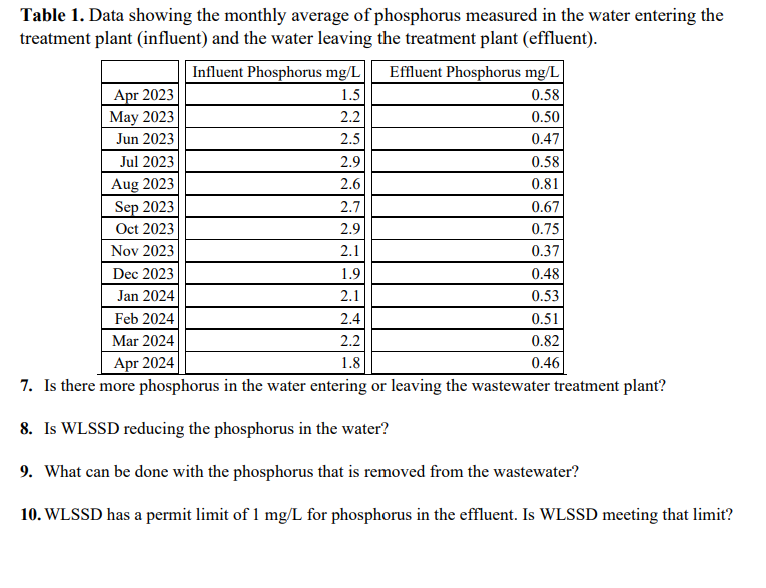 Table 1. Data showing the monthly average of phosphorus measured in the water entering the
treatment plant (influent) and the water leaving the treatment plant (effluent).
Influent Phosphorus mg/L Effluent Phosphorus mg/L
Apr 2023 1.5 0.58
May 2023 2.2 0.50
Jun 2023 2.5 0.47
Jul 2023 2.9 0.58
Aug 2023 2.6 0.81
Sep 2023 2.7 0.67
Oct 2023 2.9 0.75
Nov 2023 2.1 0.37
Dec 2023 1.9 0.48
Jan 2024 2.1 0.53
Feb 2024 2.4 0.51
Mar 2024 2.2 0.82
Apr 2024 1.8 0.46
7. Is there more phosphorus in the water entering or leaving the wastewater treatment plant?
8. Is WLSSD reducing the phosphorus in the water?
9. What can be done with the phosphorus that is removed from the wastewater?
10. WLSSD has a permit limit of 1 mg/L for phosphorus in the effluent. Is WLSSD meeting that limit?